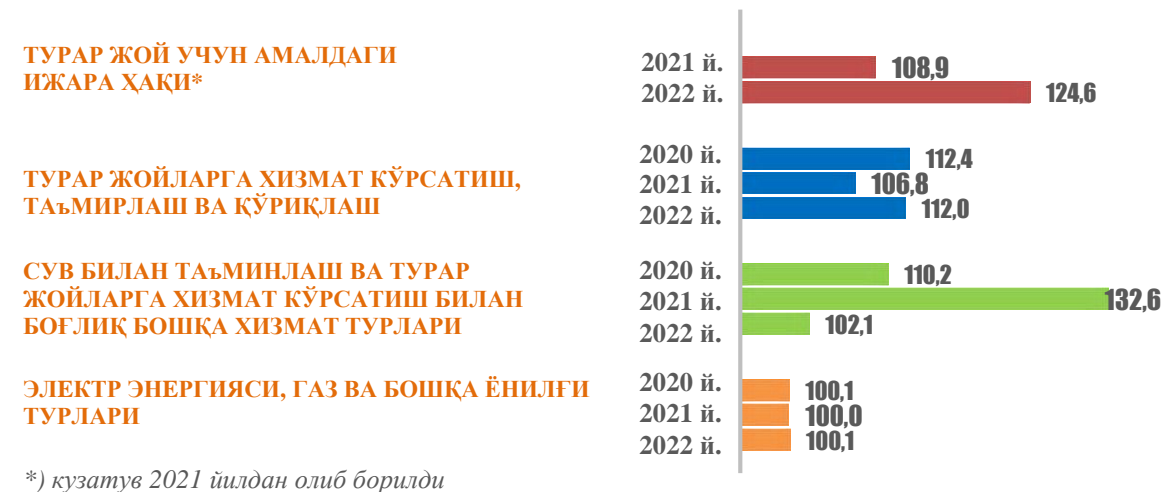 ТУРАР ЖОЙ УЧУН АМАЛДАГИ
ИЖАРА ҲАҚИ*
2021 й. 108,9
2022 й. 124,6
ТУРАР ЖОЙЛАРГА ХИЗМАТ КЎРСАТИШ,
ТАъМИРЛАШ ВА ҚЎРИҚЛАШ
2020 й. 112,4
2021 й. 106,8
2022 й. 112,0
СУВ БИЛАН ТАъМИНЛАШ ВА ТУРАР
ЖОЙЛАРГА ХИЗМАТ КЎРСАТИШ БИЛАН
БОҒЛИҚ БОШҚА ХИЗМАТ ТУРЛАРИ
2020 й. 110,2
2021 й. 132,6
2022 й. 102,1
ЭЛЕКТР ЭНЕРГИЯСИ, ГАЗ ВА БОШҚА ЁНИЛҒИ
ТУРЛАРИ
2020 й. 100,1
2021 й. 100,0
2022 й. 100,1
*) кузатув 2021 йилдан олиб борилди